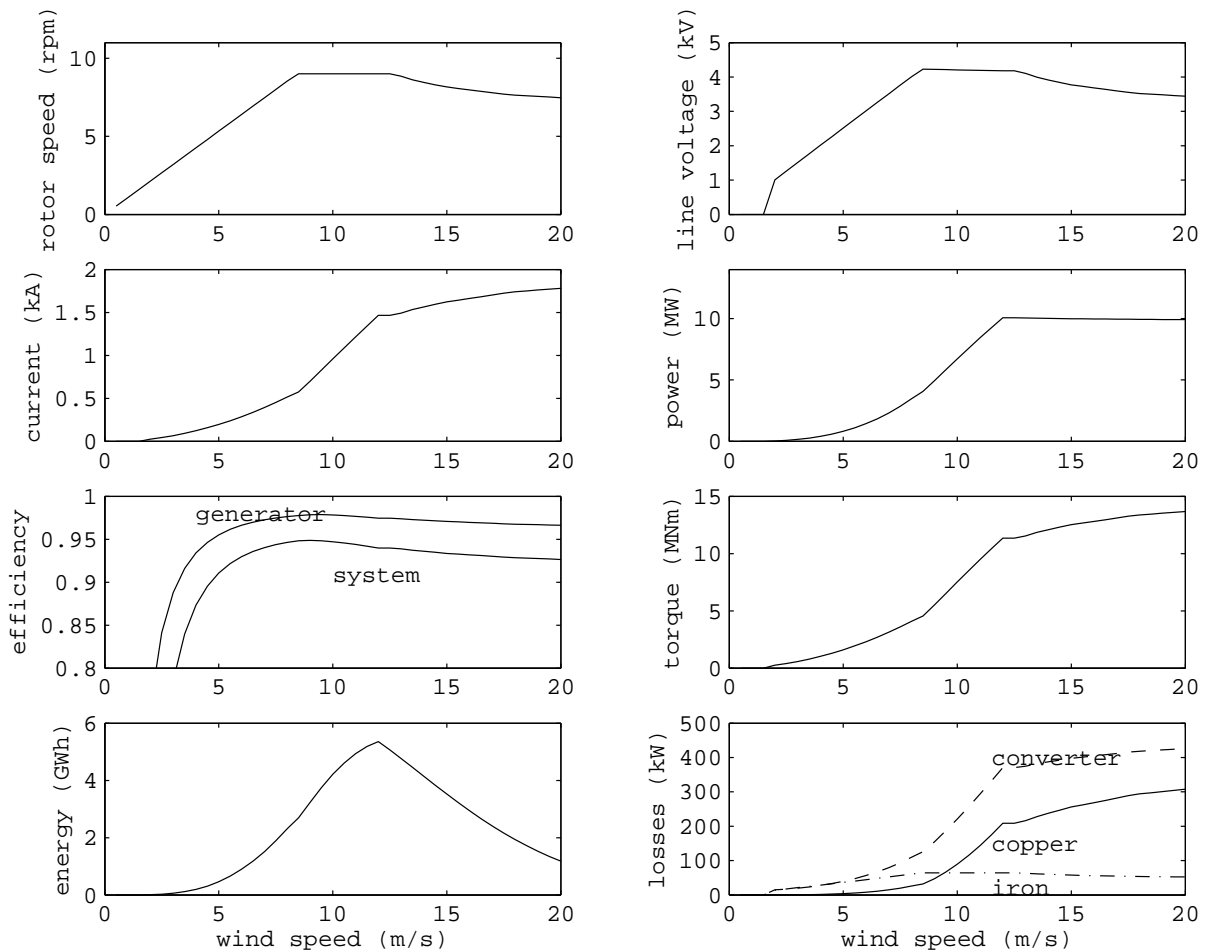 rotor speed (rpm)
10
5
0
0 5 10 15 20
line voltage (kV)
5
4
3
2
1
0
0 5 10 15 20
current (kA)
2
1.5
1
0.5
0
0 5 10 15 20
power (MW)
10
5
0
0 5 10 15 20
efficiency
1
0.95
0.9
0.85
0.8
generator
system
0 5 10 15 20
torque (MNm)
15
10
5
0
0 5 10 15 20
energy (GWh)
6
4
2
0
0 5 10 15 20
wind speed (m/s)
losses (kW)
500
400
300
200
100
0
converter
copper
iron
0 5 10 15 20
wind speed (m/s)